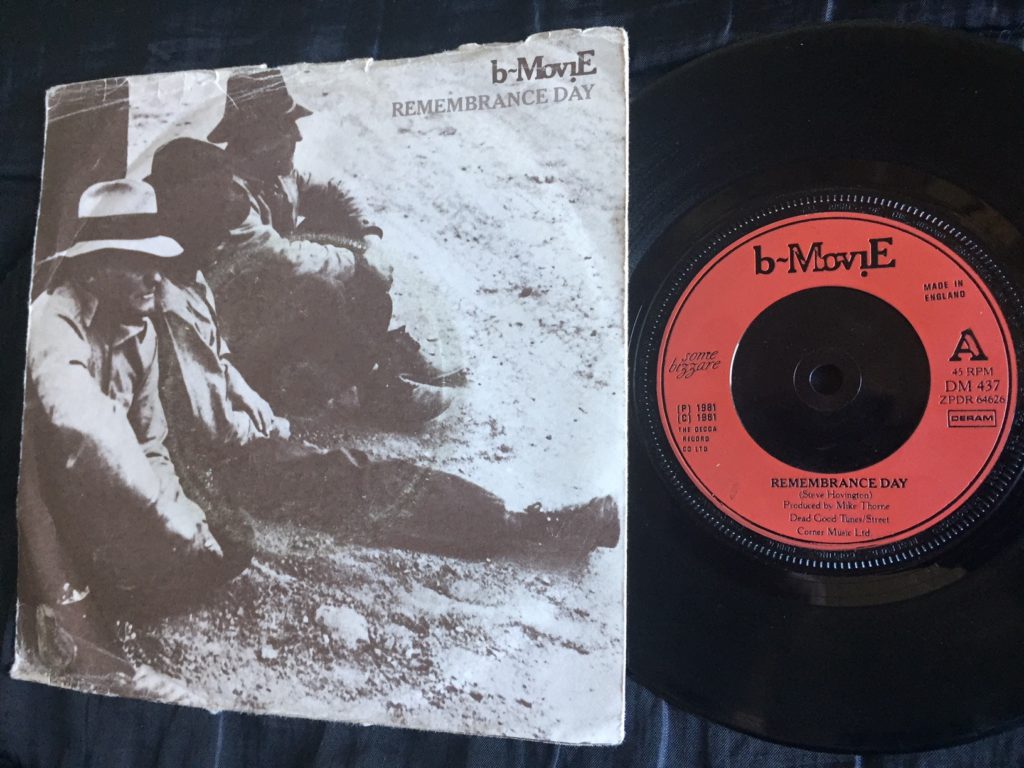 b~MoviE
REMEMBRANCE DAY
b~MoviE
MADE IN
ENGLAND
some
bizzare
A
45 RPM
DM 437
ZPDR 64626
DERAM
(P) 1981
(C) 1981
THE DECCA
RECORD
CO LTD
REMEMBRANCE DAY
(Steve Hovington)
Produced by Mike Thorne
Dead Good Tunes/Street
Corner Music Ltd.